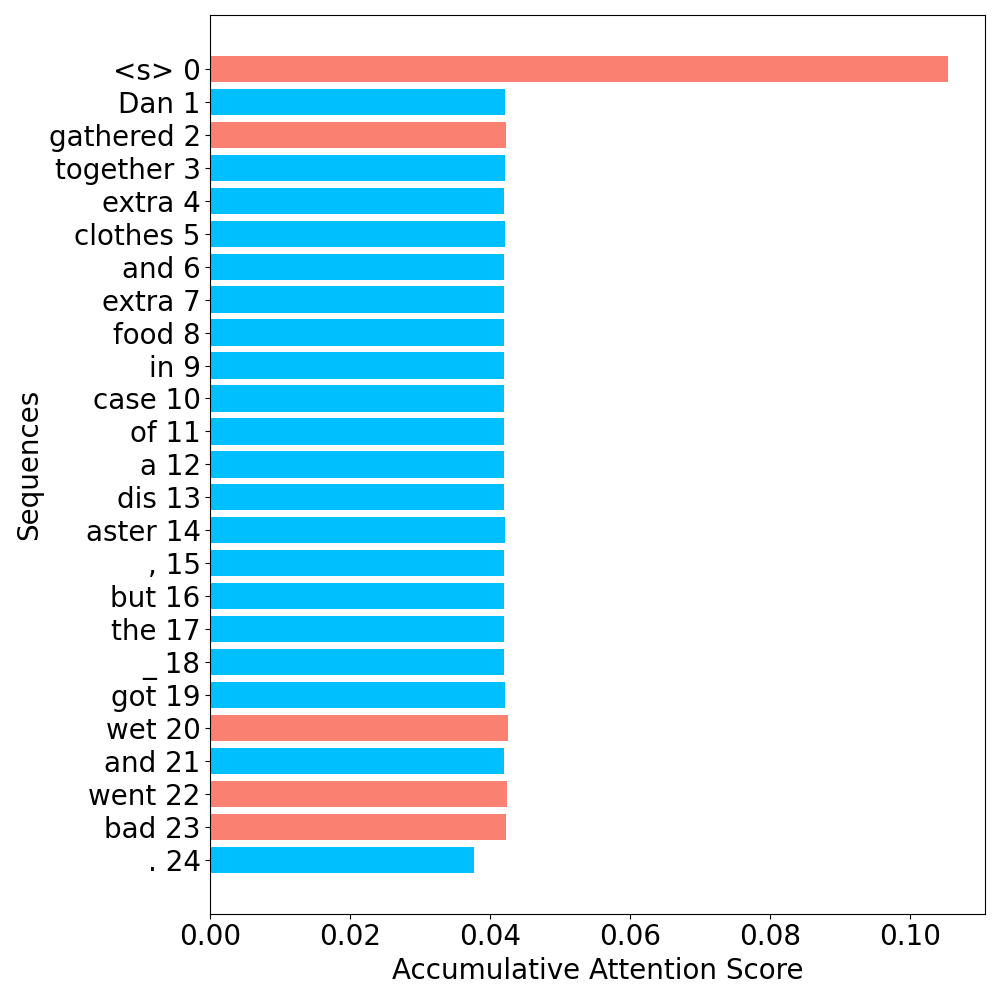 <s> 0
Dan 1
gathered 2
together 3
extra 4
clothes 5
and 6
extra 7
food 8
in 9
case 10
of 11
a 12
dis 13
aster 14
, 15
but 16
the 17
_ 18
got 19
wet 20
and 21
went 22
bad 23
. 24
Sequences
0.00 0.02 0.04 0.06 0.08 0.10
Accumulative Attention Score